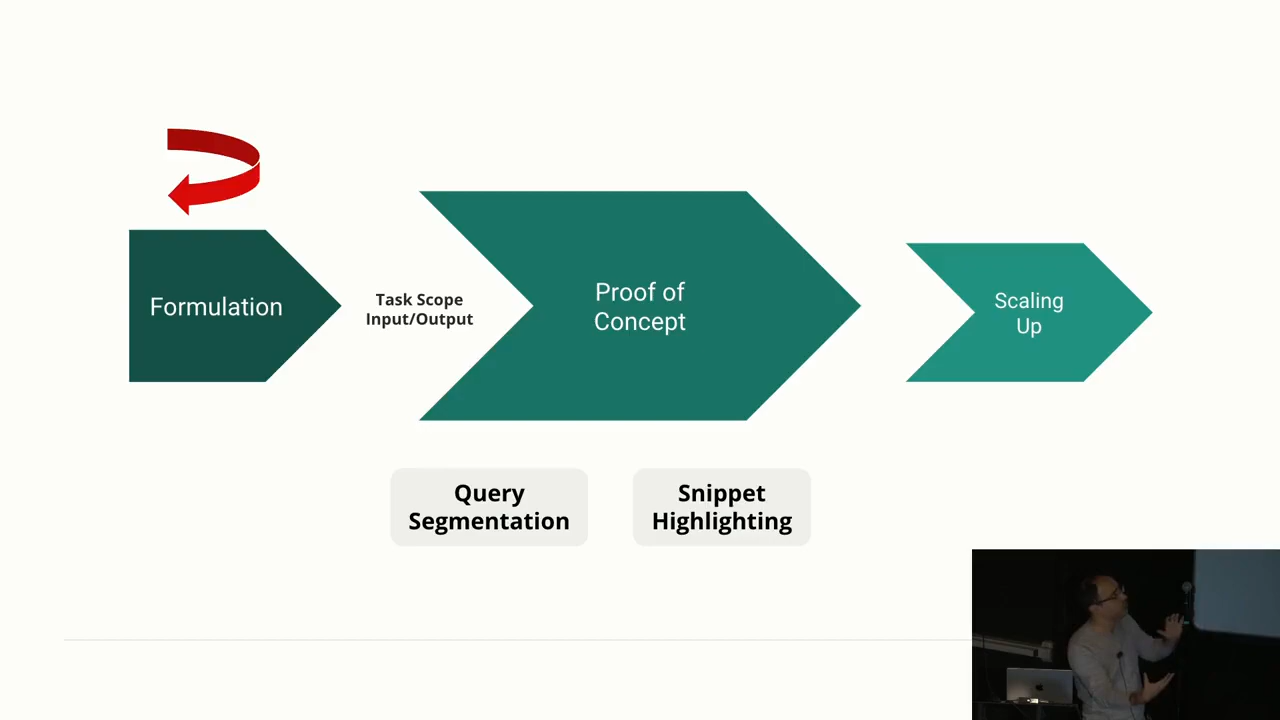 Formulation
Task Scope
Input/Output
Proof of
Concept
Scaling
Up
Query
Segmentation
Snippet
Highlighting